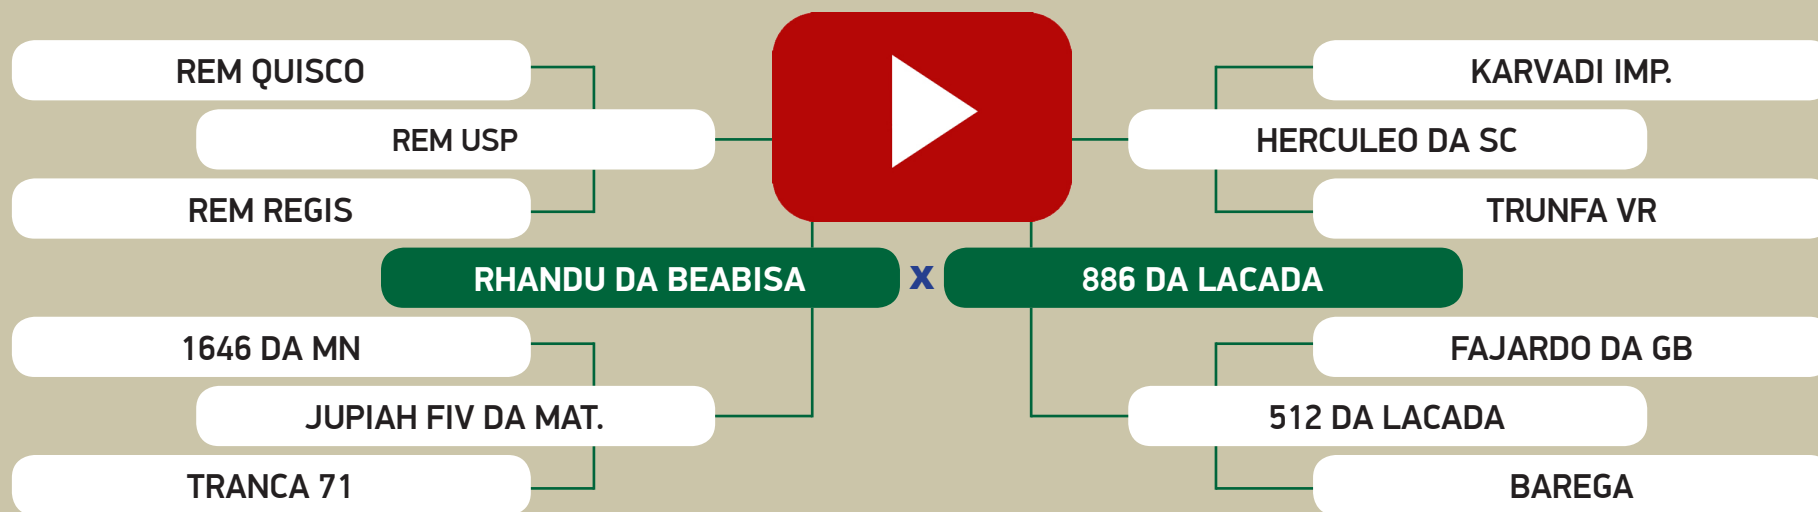 REM QUISCO
KARVADI IMP.
REM USP
HERCULEO DA SC
REM REGIS
TRUNFA VR
RHANDU DA BEABISA x 886 DA LACADA
1646 DA MN
FAJARDO DA GB
JUPIAH FIV DA MAT.
512 DA LACADA
TRANCA 71
BAREGA